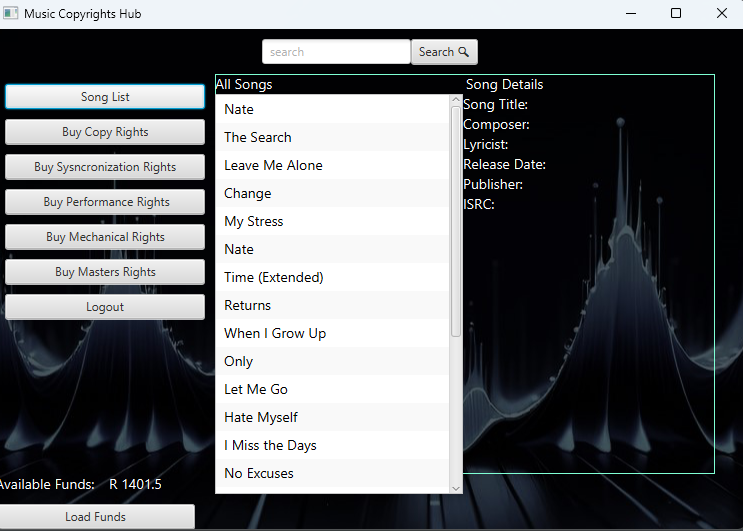 Music Copyrights Hub
search
Search
Song List
Buy Copy Rights
Buy Sysncronization Rights
Buy Performance Rights
Buy Mechanical Rights
Buy Masters Rights
Logout
Available Funds: R 1401.5
Load Funds
All Songs
Nate
The Search
Leave Me Alone
Change
My Stress
Nate
Time (Extended)
Returns
When I Grow Up
Only
Let Me Go
Hate Myself
I Miss the Days
No Excuses
Song Details
Song Title:
Composer:
Lyricist:
Release Date:
Publisher:
ISRC: